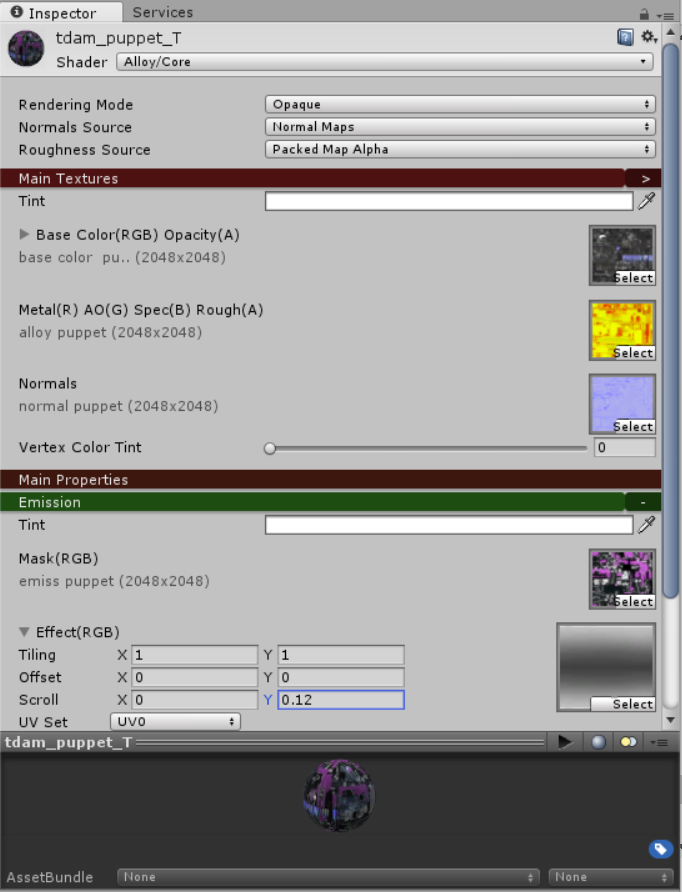 Inspector Services
tdam_puppet_T
Shader Alloy/Core
Rendering Mode Opaque
Normals Source Normal Maps
Roughness Source Packed Map Alpha
Main Textures >
Tint
Base Color(RGB) Opacity(A)
base color pu.. (2048x2048)
Select
Metal(R) AO(G) Spec(B) Rough(A)
alloy puppet (2048x2048)
Select
Normals
normal puppet (2048x2048)
Select
Vertex Color Tint 0
Main Properties
Emission -
Tint
Mask(RGB)
emiss puppet (2048x2048)
Select
Effect(RGB)
Tiling X 1 Y 1
Offset X 0 Y 0
Scroll X 0 Y 0.12
Select
UV Set UV0
tdam_puppet_T
AssetBundle None None